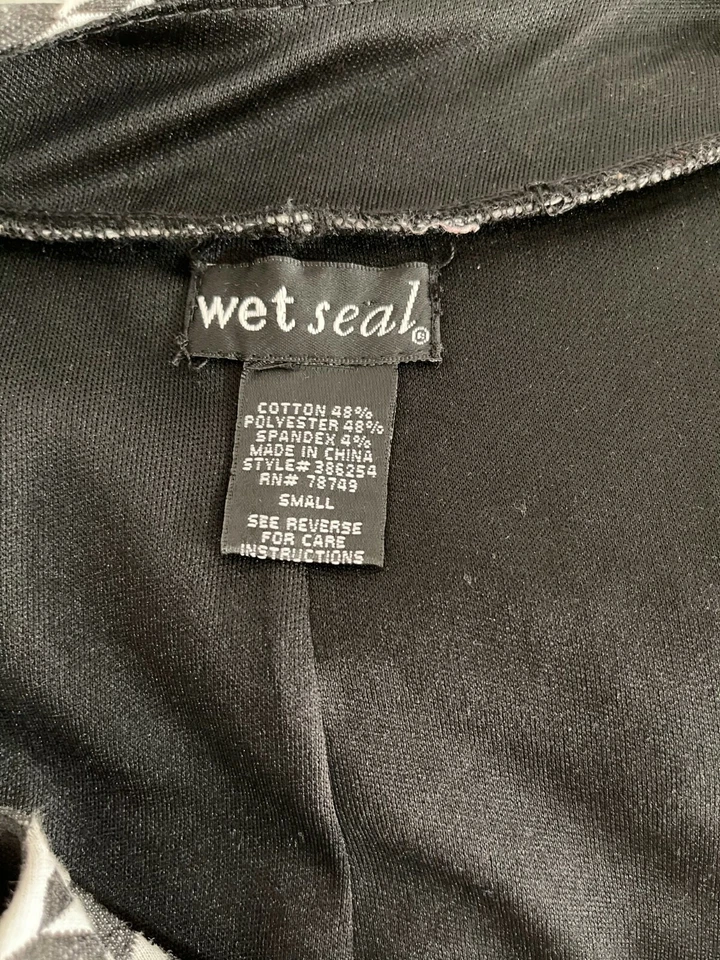 wet seal©
COTTON 48%
POLYESTER 48%
SPANDEX 4%
MADE IN CHINA
STYLE# 386254
RN# 78749
SMALL
SEE REVERSE
FOR CARE
INSTRUCTIONS